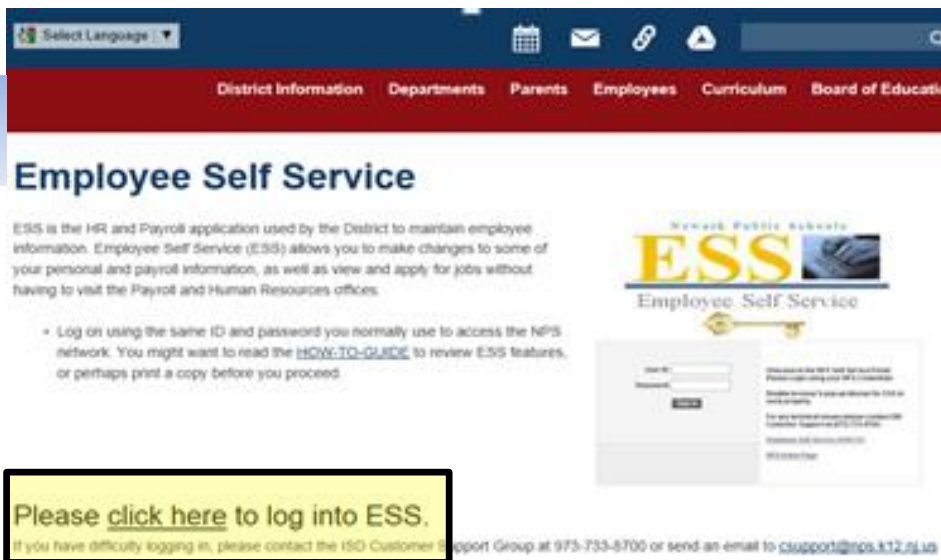 Select Language ▼
District Information Departments Parents Employees Curriculum Board of Educati
Employee Self Service
ESS is the HR and Payroll application used by the District to maintain employee
information. Employee Self Service (ESS) allows you to make changes to some of
your personal and payroll information, as well as view and apply for jobs without
having to visit the Payroll and Human Resources offices.
• Log on using the same ID and password you normally use to access the NPS
network. You might want to read the HOW-TO-GUIDE to review ESS features,
or perhaps print a copy before you proceed.
Newark Public Schools
ESS
Employee Self Service
User ID
Password
Please click here to log into ESS.
If you have difficulty logging in, please contact the ISD Customer Support Group at 973-733-8700 or send an email to csupport@nps.k12.nj.us